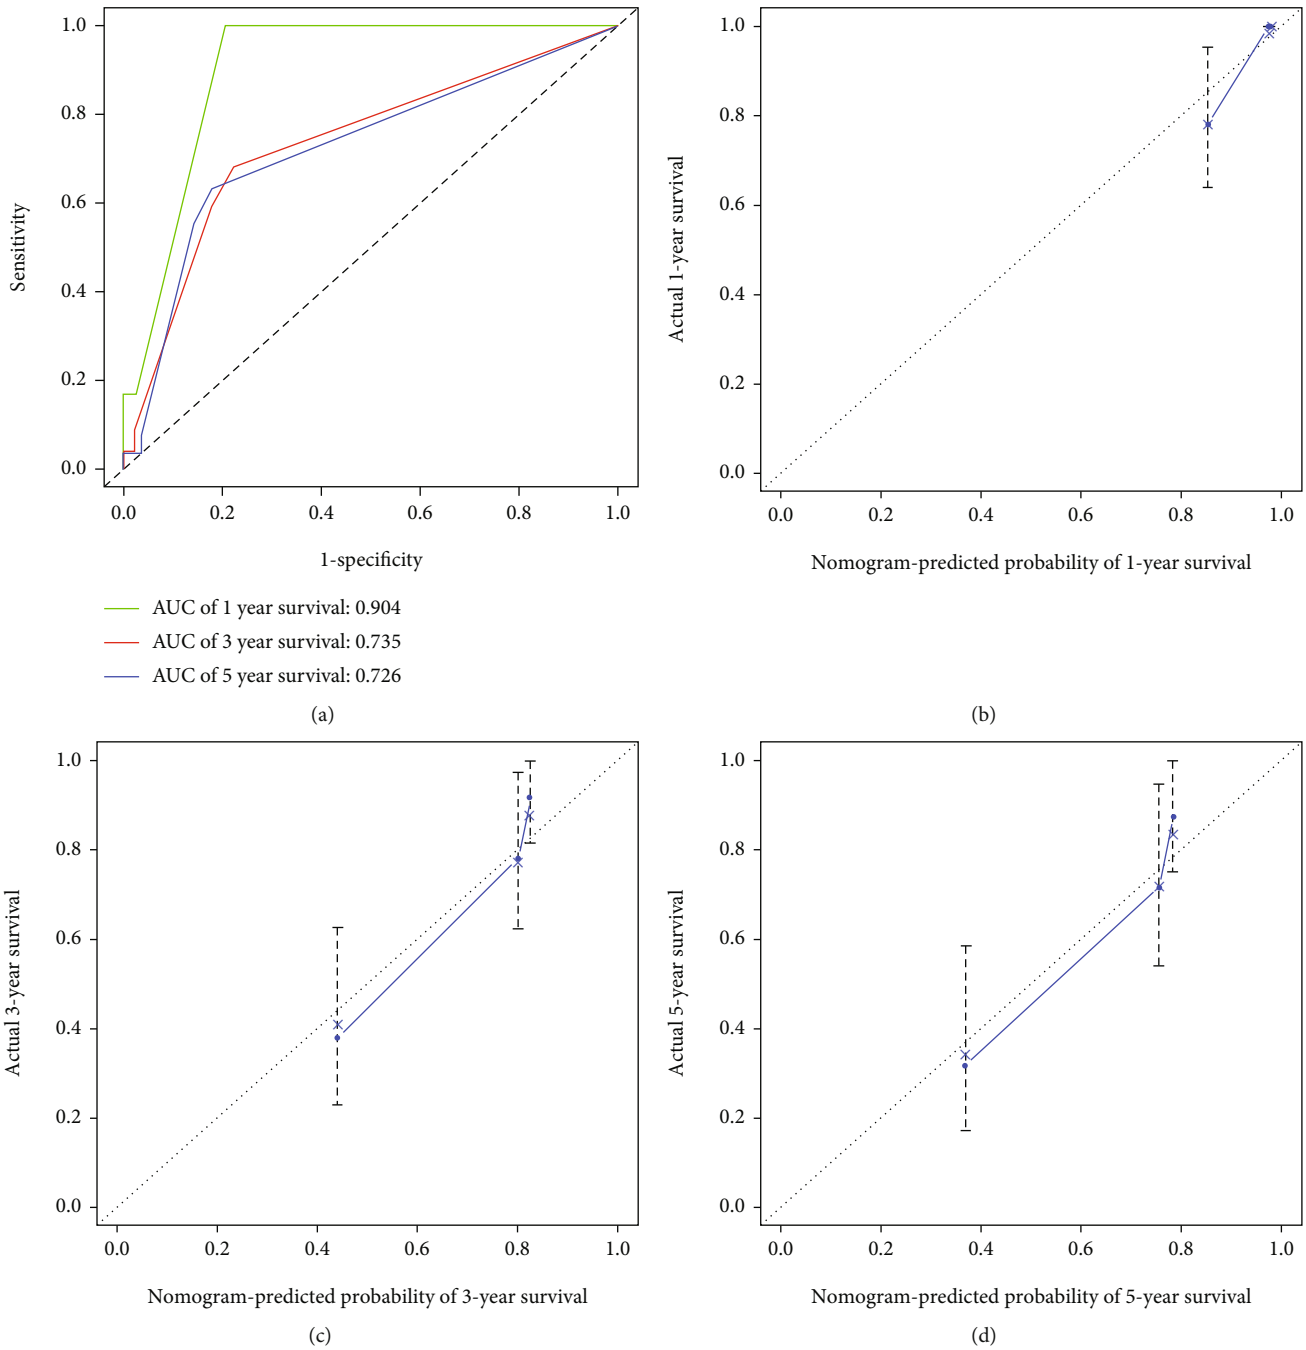 1.0
0.8
0.6
0.4
0.2
0.0
Sensitivity
0.0 0.2 0.4 0.6 0.8 1.0
1-specificity
AUC of 1 year survival: 0.904
AUC of 3 year survival: 0.735
AUC of 5 year survival: 0.726
(a)
1.0
0.8
0.6
0.4
0.2
0.0
Actual 1-year survival
0.0 0.2 0.4 0.6 0.8 1.0
Nomogram-predicted probability of 1-year survival
(b)
1.0
0.8
0.6
0.4
0.2
0.0
Actual 3-year survival
0.0 0.2 0.4 0.6 0.8 1.0
Nomogram-predicted probability of 3-year survival
(c)
1.0
0.8
0.6
0.4
0.2
0.0
Actual 5-year survival
0.0 0.2 0.4 0.6 0.8 1.0
Nomogram-predicted probability of 5-year survival
(d)